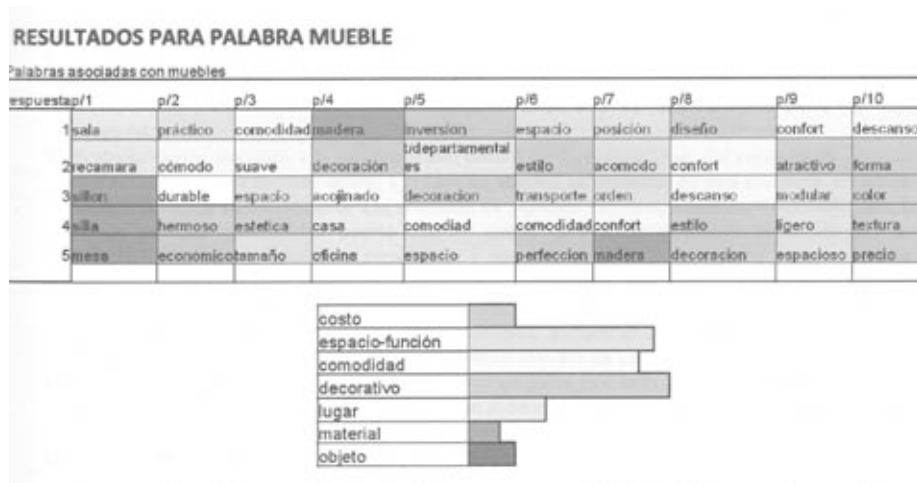 RESULTADOS PARA PALABRA MUEBLE
Palabras asociadas con muebles
espuesta p/1 p/2 p/3 p/4 p/5 p/6 p/7 p/8 p/9 p/10
1 sala práctico comodidad madera inversion espacio posición diseño confort descanso
2 recamara cómodo suave decoración t/departamentales estilo acomodo confort atractivo forma
3 sillon durable espacio acojinado decoracion transporte orden descanso modular color
4 silla hermoso estetica casa comodiad comodidad confort estilo ligero textura
5 mesa economico tamaño oficina espacio perfeccion madera decoracion espacioso precio
costo
espacio-función
comodidad
decorativo
lugar
material
objeto